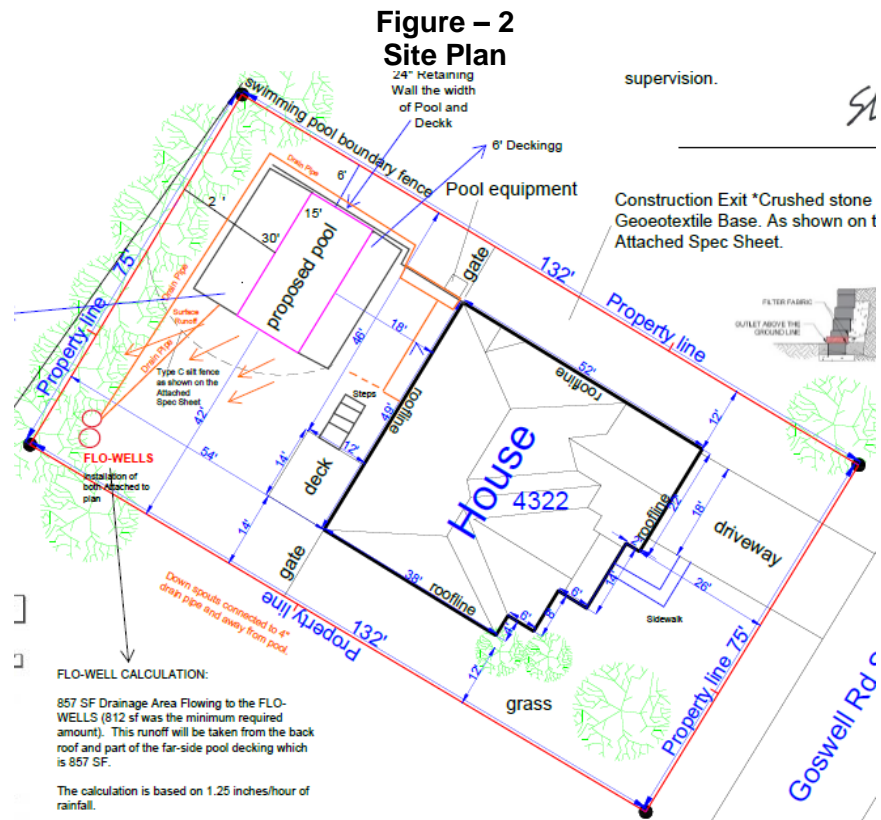 Figure – 2
Site Plan
24" Retaining
Wall the width
of Pool and
Deckk
supervision.
swimming pool boundary fence
6' Deckingg
Drain Pipe
6'
Pool equipment
Construction Exit *Crushed stone
Geoeotextile Base. As shown on t
Attached Spec Sheet.
2 '
15'
30'
proposed pool
gate
132'
Property line
75'
Property line
Drain Pipe
Surface
Runoff
Drain Pipe
18'
46'
FILTER FABRIC
OUTLET ABOVE THE
GROUND LINE
Type C silt fence
as shown on the
Attached
Spec Sheet
7'
52'
roofline
roofline
49'
Steps
12'
42'
54'
14'
12'
deck
14'
House
4322
22'
18'
roofline
driveway
FLO-WELLS
Installation of
both Attached to
plan
gate
38'
roofline
6'
14'
26'
Sidewalk
6'
8'
4'
12'
Down spouts connected to 4"
drain pipe and away from pool.
Property line
132'
grass
Property line 75'
Goswell Rd S
FLO-WELL CALCULATION:
857 SF Drainage Area Flowing to the FLO-
WELLS (812 sf was the minimum required
amount). This runoff will be taken from the back
roof and part of the far-side pool decking which
is 857 SF.
The calculation is based on 1.25 inches/hour of
rainfall.